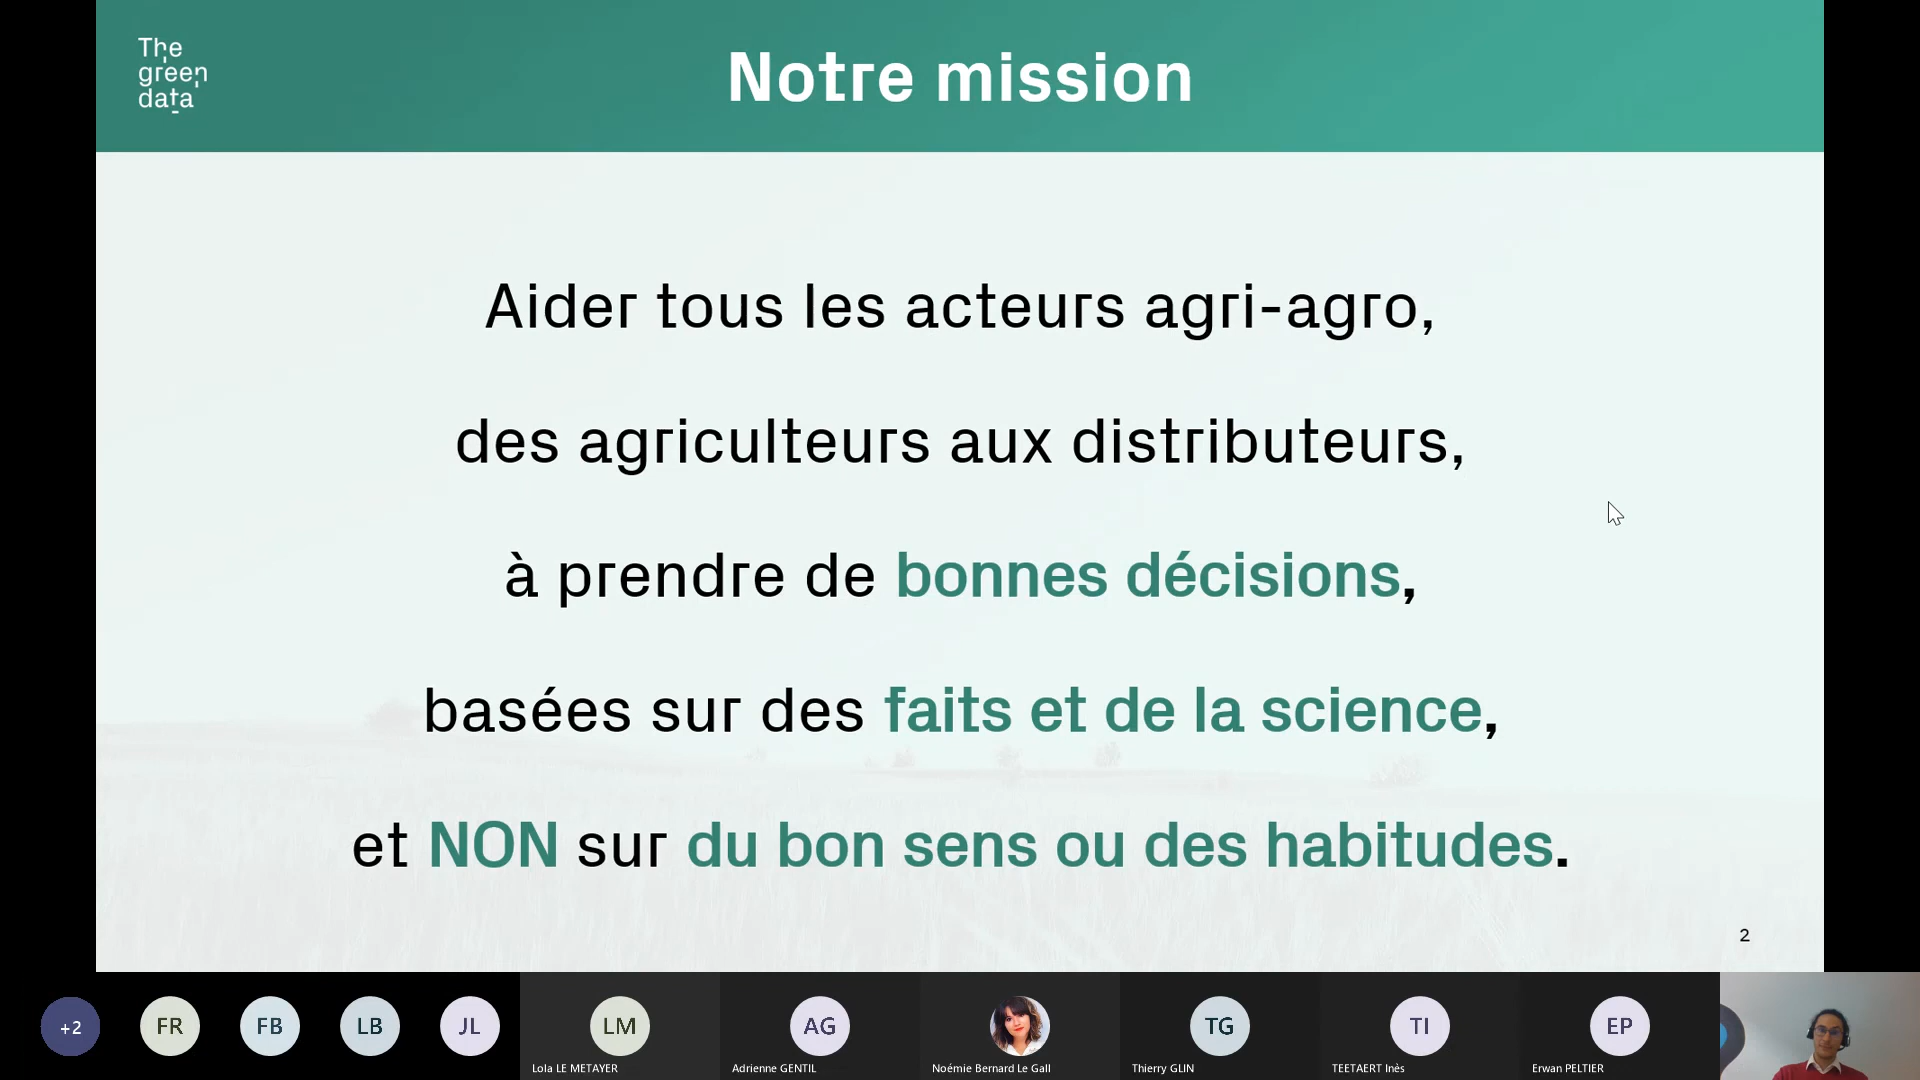 The
green
data
Notre mission
Aider tous les acteurs agri-agro,
des agriculteurs aux distributeurs,
à prendre de bonnes décisions,
basées sur des faits et de la science,
et NON sur du bon sens ou des habitudes.
2
+2
FR
FB
LB
JL
LM
AG
TG
TI
EP
Lola LE METAYER
Adrienne GENTIL
Noémie Bernard Le Gall
Thierry GLIN
TEETAERT Inès
Erwan PELTIER